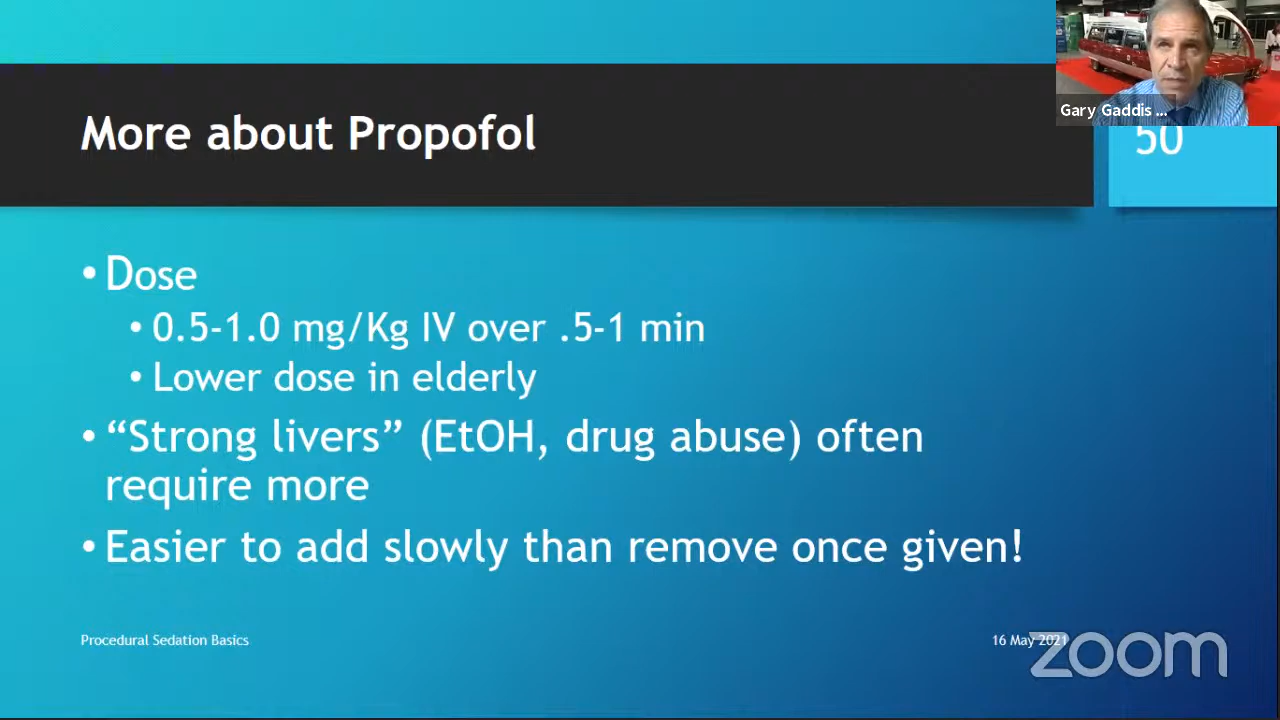 Gary Gaddis ...
More about Propofol
50
• Dose
• 0.5-1.0 mg/Kg IV over .5-1 min
• Lower dose in elderly
• “Strong livers” (EtOH, drug abuse) often
require more
• Easier to add slowly than remove once given!
Procedural Sedation Basics
16 May 2021
zoom